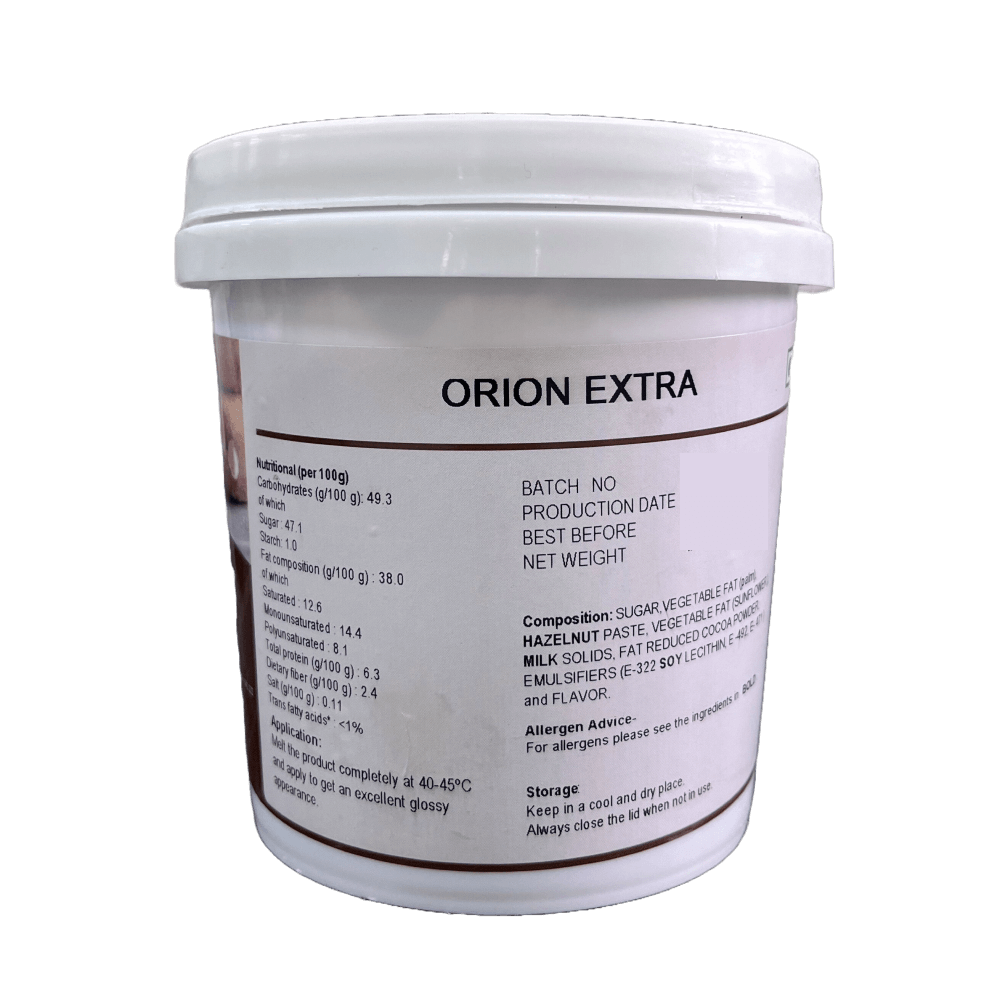 ORION EXTRA
Nutritional (per 100g)
Carbohydrates (g/100 g): 49.3
of which
Sugar : 47.1
Starch: 1.0
Fat composition (g/100 g) : 38.0
of which
Saturated : 12.6
Monounsaturated : 14.4
Polyunsaturated : 8.1
Total protein (g/100 g) : 6.3
Dietary fiber (g/100 g) : 2.4
Salt (g/100 g) : 0.11
Trans fatty acids* : <1%
Application:
Melt the product completely at 40-45°C
and apply to get an excellent glossy
appearance.
BATCH NO
PRODUCTION DATE
BEST BEFORE
NET WEIGHT
Composition: SUGAR, VEGETABLE FAT (palm),
HAZELNUT PASTE, VEGETABLE FAT (SUNFLOWER),
MILK SOLIDS, FAT REDUCED COCOA POWDER,
EMULSIFIERS (E-322 SOY LECITHIN, E-492, E-471)
and FLAVOR.
Allergen Advice-
For allergens please see the ingredients in BOLD
Storage:
Keep in a cool and dry place.
Always close the lid when not in use.